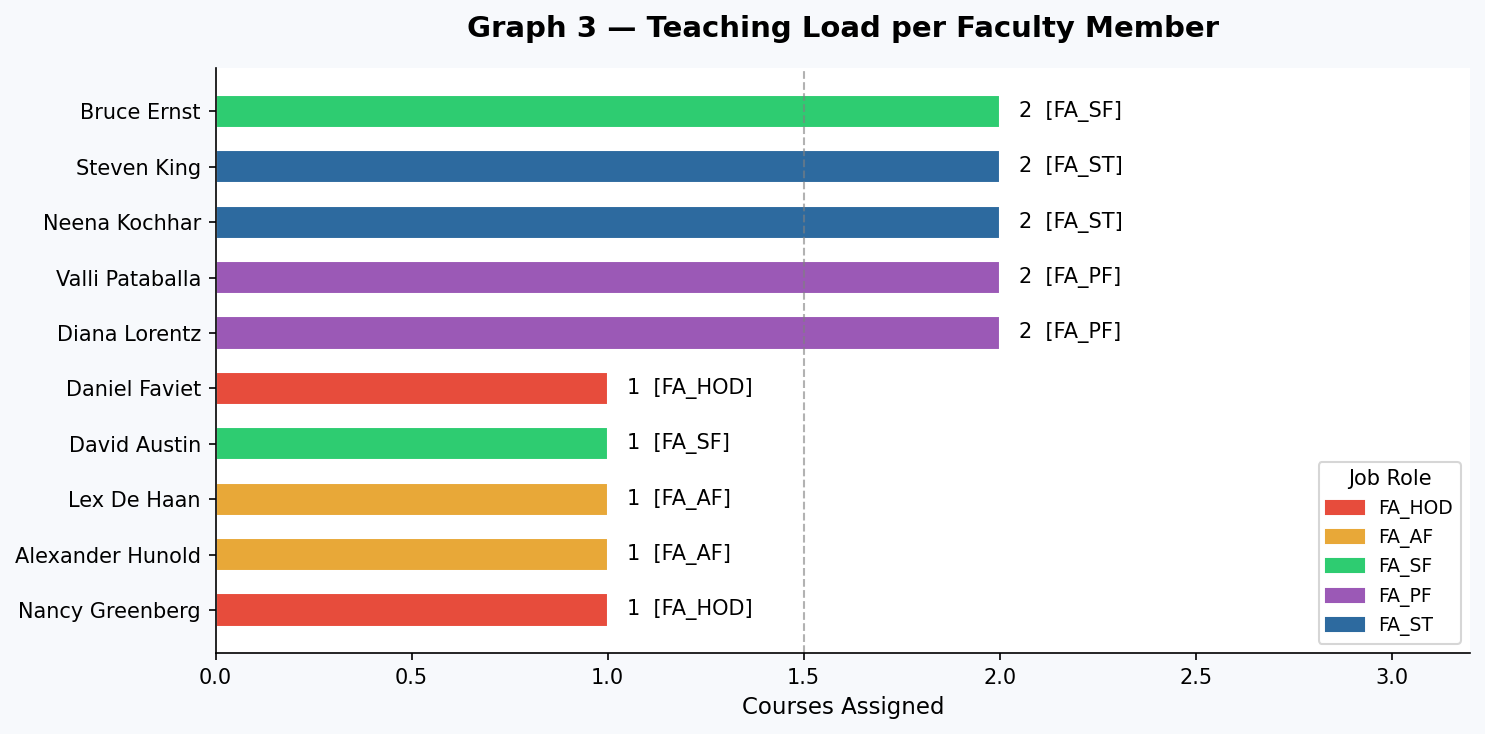 Graph 3 — Teaching Load per Faculty Member
Bruce Ernst 2 [FA_SF]
Steven King 2 [FA_ST]
Neena Kochhar 2 [FA_ST]
Valli Pataballa 2 [FA_PF]
Diana Lorentz 2 [FA_PF]
Daniel Faviet 1 [FA_HOD]
David Austin 1 [FA_SF]
Lex De Haan 1 [FA_AF]
Alexander Hunold 1 [FA_AF]
Nancy Greenberg 1 [FA_HOD]
Job Role
FA_HOD
FA_AF
FA_SF
FA_PF
FA_ST
0.0 0.5 1.0 1.5 2.0 2.5 3.0
Courses Assigned